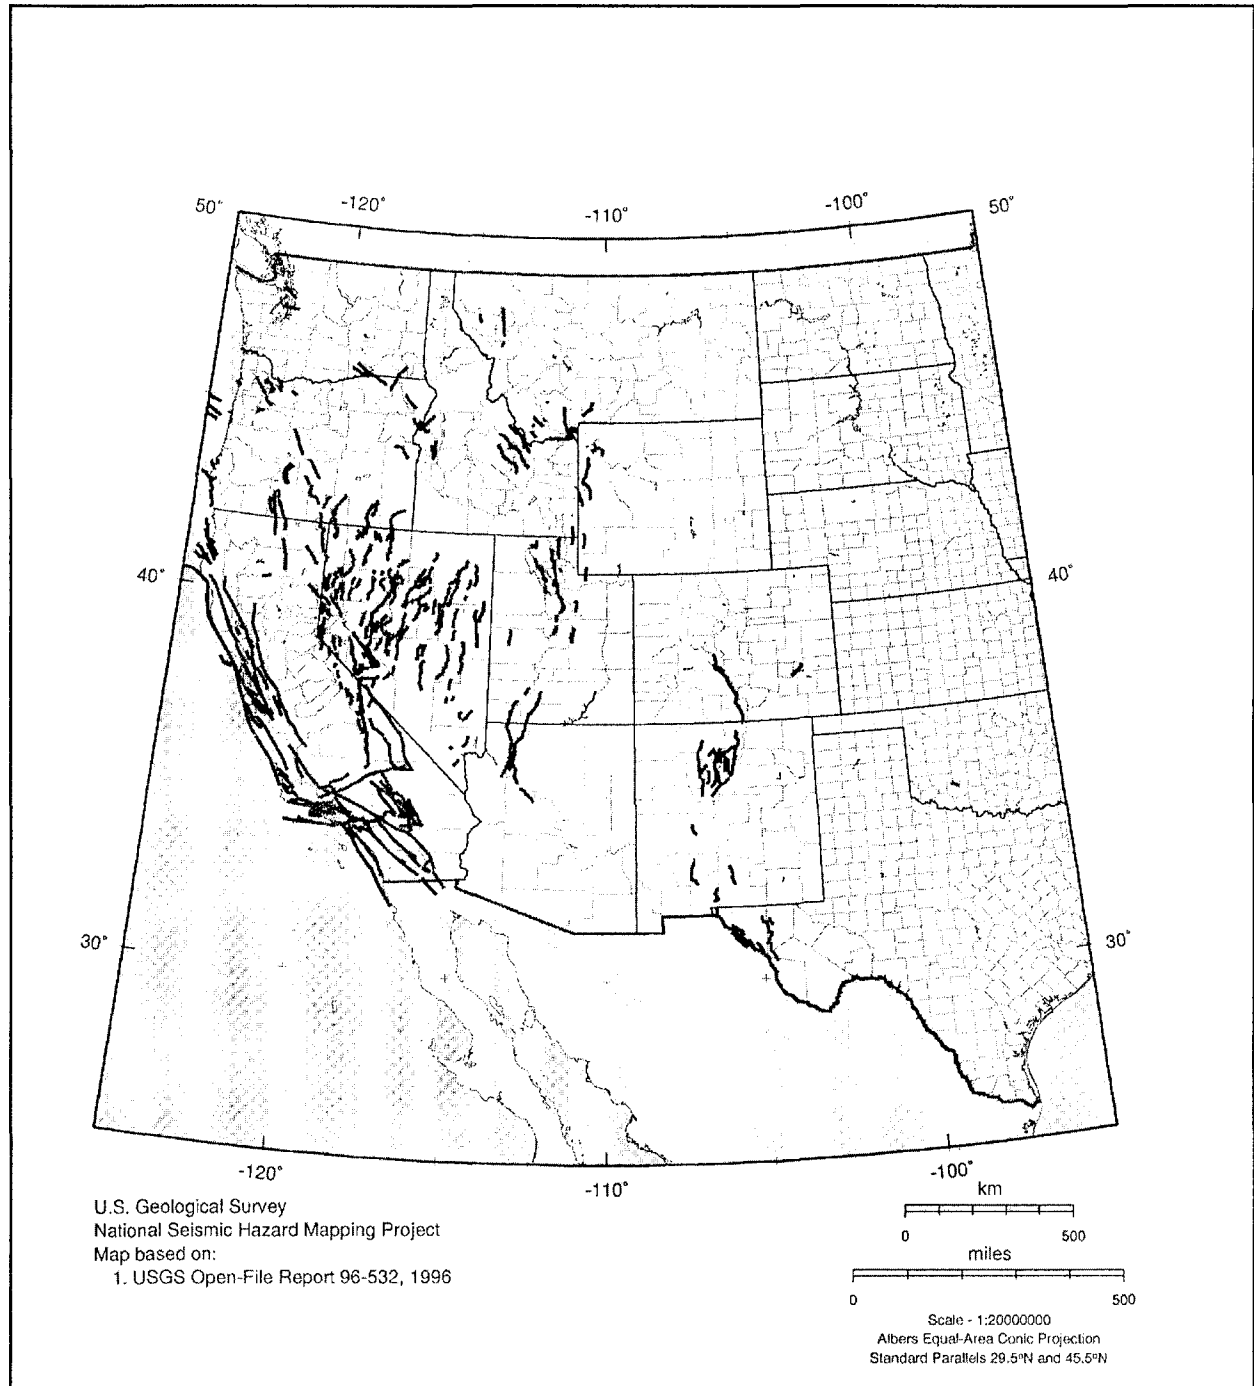 50°
-120°
-110°
-100°
50°
40°
40°
30°
30°
-120°
-110°
-100°
U.S. Geological Survey
National Seismic Hazard Mapping Project
Map based on:
1. USGS Open-File Report 96-532, 1996
km
0 500
miles
0 500
Scale - 1:20000000
Albers Equal-Area Conic Projection
Standard Parallels 29.5°N and 45.5°N